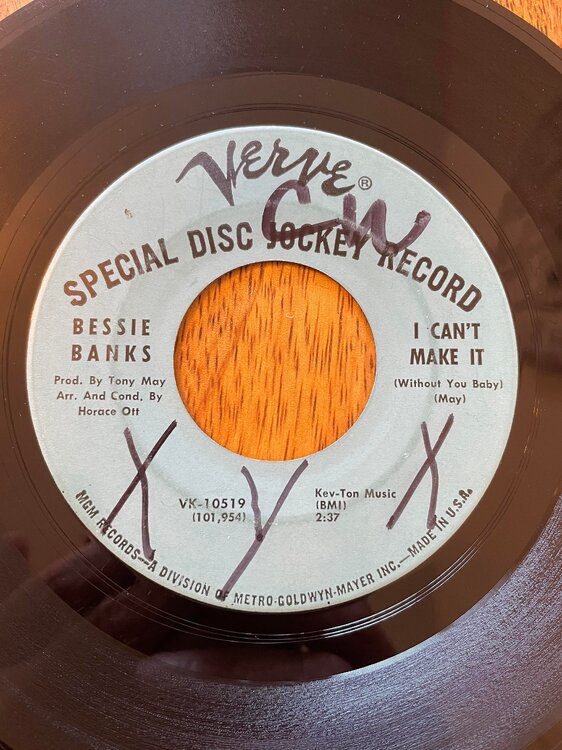 Verve®
CW
SPECIAL DISC JOCKEY RECORD
BESSIE
BANKS
Prod. By Tony May
Arr. And Cond. By
Horace Ott
I CAN'T
MAKE IT
(Without You Baby)
(May)
X y X
VK-10519
(101,954)
Kev-Ton Music
(BMI)
2:37
MGM RECORDS—A DIVISION OF METRO-GOLDWYN-MAYER INC.—MADE IN U.S.A.